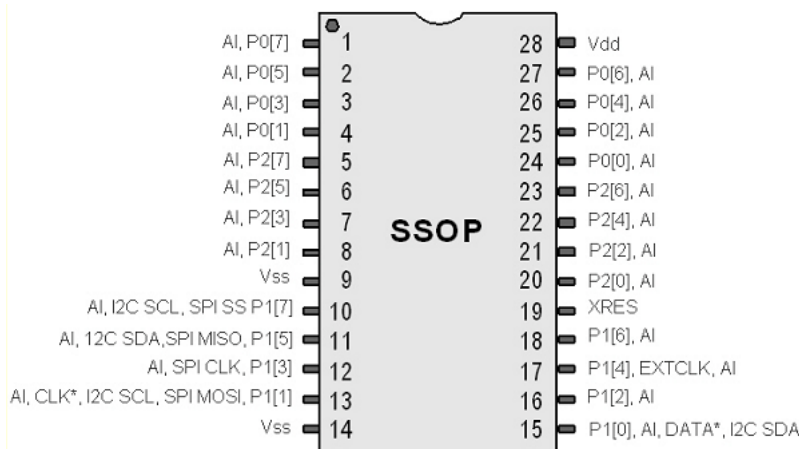 AI, P0[7] 1 28 Vdd
AI, P0[5] 2 27 P0[6], AI
AI, P0[3] 3 26 P0[4], AI
AI, P0[1] 4 25 P0[2], AI
AI, P2[7] 5 24 P0[0], AI
AI, P2[5] 6 23 P2[6], AI
AI, P2[3] 7 22 P2[4], AI
SSOP
AI, P2[1] 8 21 P2[2], AI
Vss 9 20 P2[0], AI
AI, I2C SCL, SPI SS P1[7] 10 19 XRES
AI, 12C SDA,SPI MISO, P1[5] 11 18 P1[6], AI
AI, SPI CLK, P1[3] 12 17 P1[4], EXTCLK, AI
AI, CLK*, I2C SCL, SPI MOSI, P1[1] 13 16 P1[2], AI
Vss 14 15 P1[0], AI, DATA*, I2C SDA